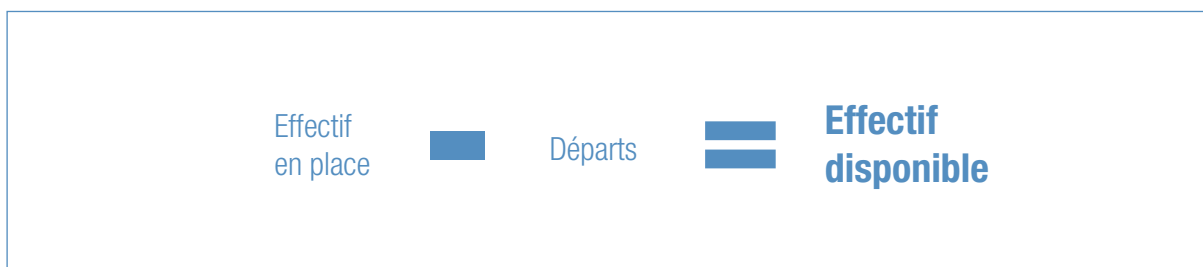 Effectif
en place
Départs
Effectif
disponible